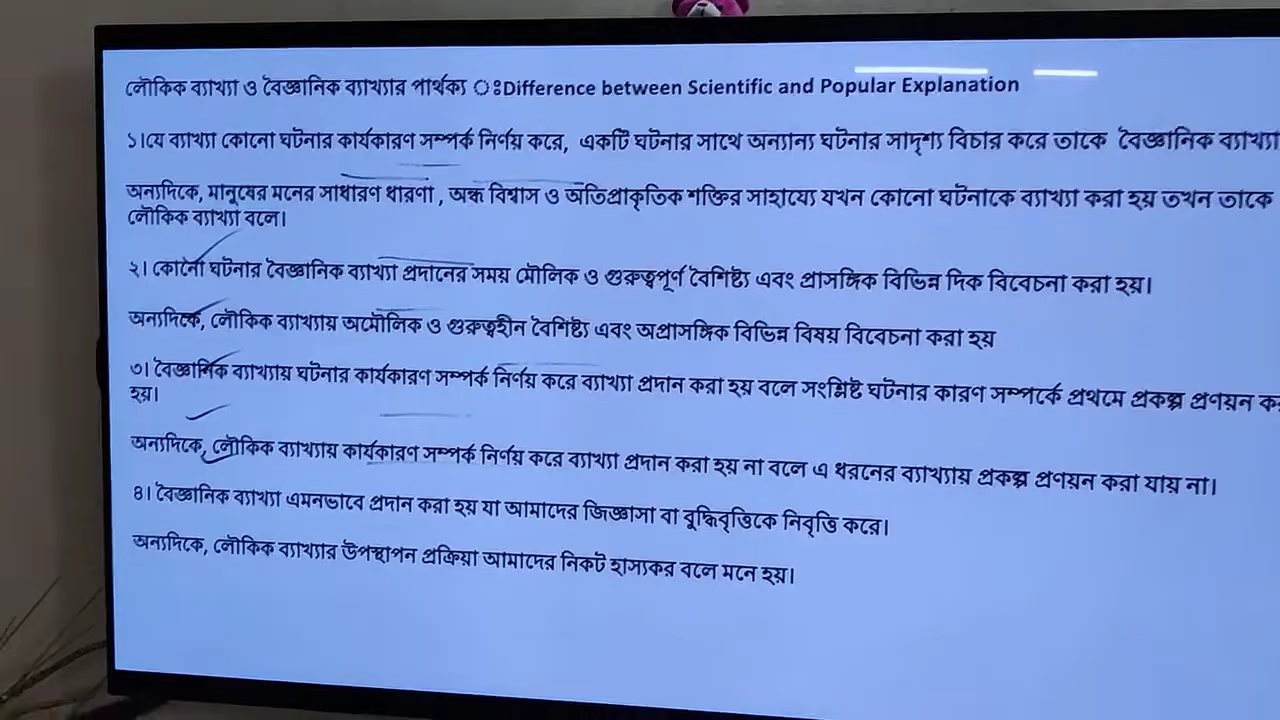 লৌকিক ব্যাখ্যা ও বৈজ্ঞানিক ব্যাখ্যার পার্থক্য ঃDifference between Scientific and Popular Explanation
১।যে ব্যাখ্যা কোনো ঘটনার কার্যকারণ সম্পর্ক নির্ণয় করে, একটি ঘটনার সাথে অন্যান্য ঘটনার সাদৃশ্য বিচার করে তাকে বৈজ্ঞানিক ব্যাখ্যা
অন্যদিকে, মানুষের মনের সাধারণ ধারণা , অন্ধ বিশ্বাস ও অতিপ্রাকৃতিক শক্তির সাহায্যে যখন কোনো ঘটনাকে ব্যাখ্যা করা হয় তখন তাকে
লৌকিক ব্যাখ্যা বলে।
২। কোনো ঘটনার বৈজ্ঞানিক ব্যাখ্যা প্রদানের সময় মৌলিক ও গুরুত্বপূর্ণ বৈশিষ্ট্য এবং প্রাসঙ্গিক বিভিন্ন দিক বিবেচনা করা হয়।
অন্যদিকে, লৌকিক ব্যাখ্যায় অমৌলিক ও গুরুত্বহীন বৈশিষ্ট্য এবং অপ্রাসঙ্গিক বিভিন্ন বিষয় বিবেচনা করা হয়
৩। বৈজ্ঞানিক ব্যাখ্যায় ঘটনার কার্যকারণ সম্পর্ক নির্ণয় করে ব্যাখ্যা প্রদান করা হয় বলে সংশ্লিষ্ট ঘটনার কারণ সম্পর্কে প্রথমে প্রকল্প প্রণয়ন
হয়।
অন্যদিকে, লৌকিক ব্যাখ্যায় কার্যকারণ সম্পর্ক নির্ণয় করে ব্যাখ্যা প্রদান করা হয় না বলে এ ধরনের ব্যাখ্যায় প্রকল্প প্রণয়ন করা যায় না।
৪। বৈজ্ঞানিক ব্যাখ্যা এমনভাবে প্রদান করা হয় যা আমাদের জিজ্ঞাসা বা বুদ্ধিবৃত্তিকে নিবৃত্তি করে।
অন্যদিকে, লৌকিক ব্যাখ্যার উপস্থাপন প্রক্রিয়া আমাদের নিকট হাস্যকর বলে মনে হয়।